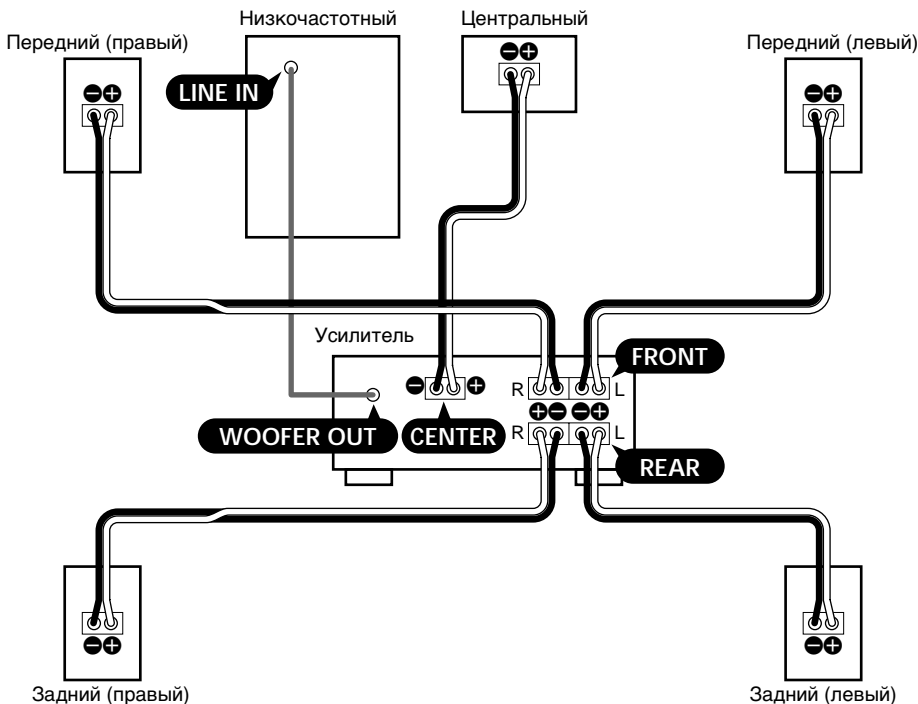 Низкочастотный
Центральный
Передний (правый)
Передний (левый)
LINE IN
Усилитель
FRONT
R
L
WOOFER OUT
CENTER
R
L
REAR
Задний (правый)
Задний (левый)